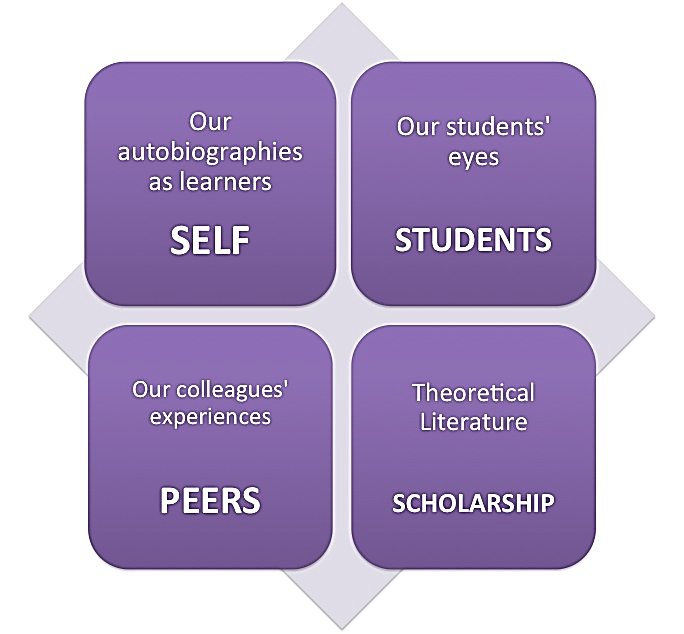 Our
autobiographies
as learners
SELF
Our students'
eyes
STUDENTS
Our colleagues'
experiences
PEERS
Theoretical
Literature
SCHOLARSHIP